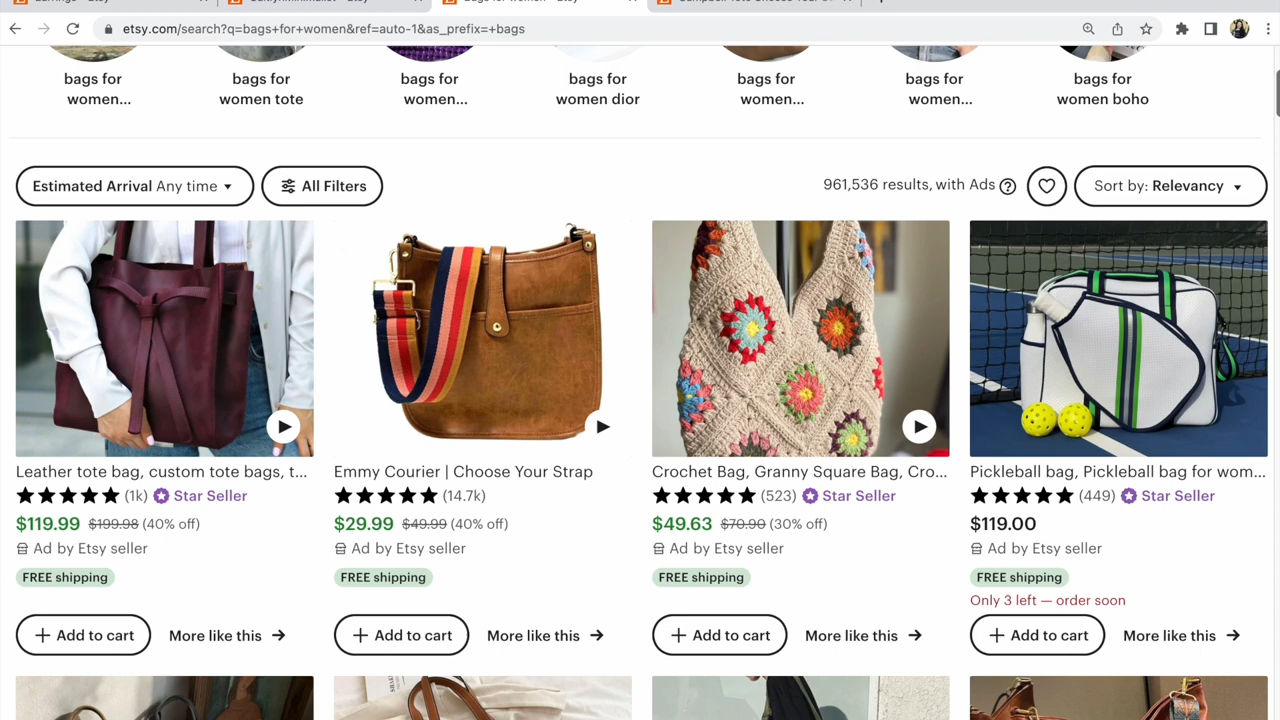 etsy.com/search?q=bags+for+women&ref=auto-1&as_prefix=+bags
bags for
women...
bags for
women tote
bags for
women...
bags for
women dior
bags for
women...
bags for
women...
bags for
women boho
Estimated Arrival Any time
All Filters
961,536 results, with Ads ?
Sort by: Relevancy
Leather tote bag, custom tote bags, t...
(1k) Star Seller
$119.99 $199.98 (40% off)
Ad by Etsy seller
FREE shipping
+ Add to cart
More like this →
Emmy Courier | Choose Your Strap
(14.7k)
$29.99 $49.99 (40% off)
Ad by Etsy seller
FREE shipping
+ Add to cart
More like this →
Crochet Bag, Granny Square Bag, Cro...
(523) Star Seller
$49.63 $70.90 (30% off)
Ad by Etsy seller
FREE shipping
+ Add to cart
More like this →
Pickleball bag, Pickleball bag for wom...
(449) Star Seller
$119.00
Ad by Etsy seller
FREE shipping
Only 3 left — order soon
+ Add to cart
More like this →